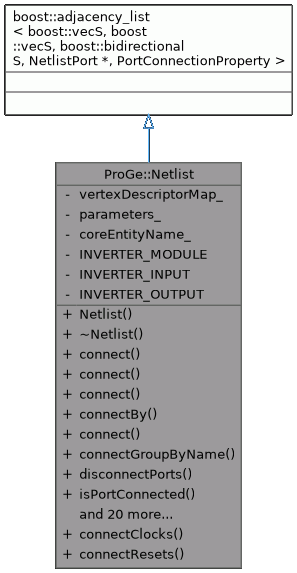 boost::adjacency_list
< boost::vecS, boost
::vecS, boost::bidirectional
S, NetlistPort *, PortConnectionProperty >
ProGe::Netlist
- vertexDescriptorMap_
- parameters_
- coreEntityName_
- INVERTER_MODULE
- INVERTER_INPUT
- INVERTER_OUTPUT
+ Netlist()
+ ~Netlist()
+ connect()
+ connect()
+ connect()
+ connectBy()
+ connect()
+ connectGroupByName()
+ disconnectPorts()
+ isPortConnected()
and 20 more...
+ connectClocks()
+ connectResets()